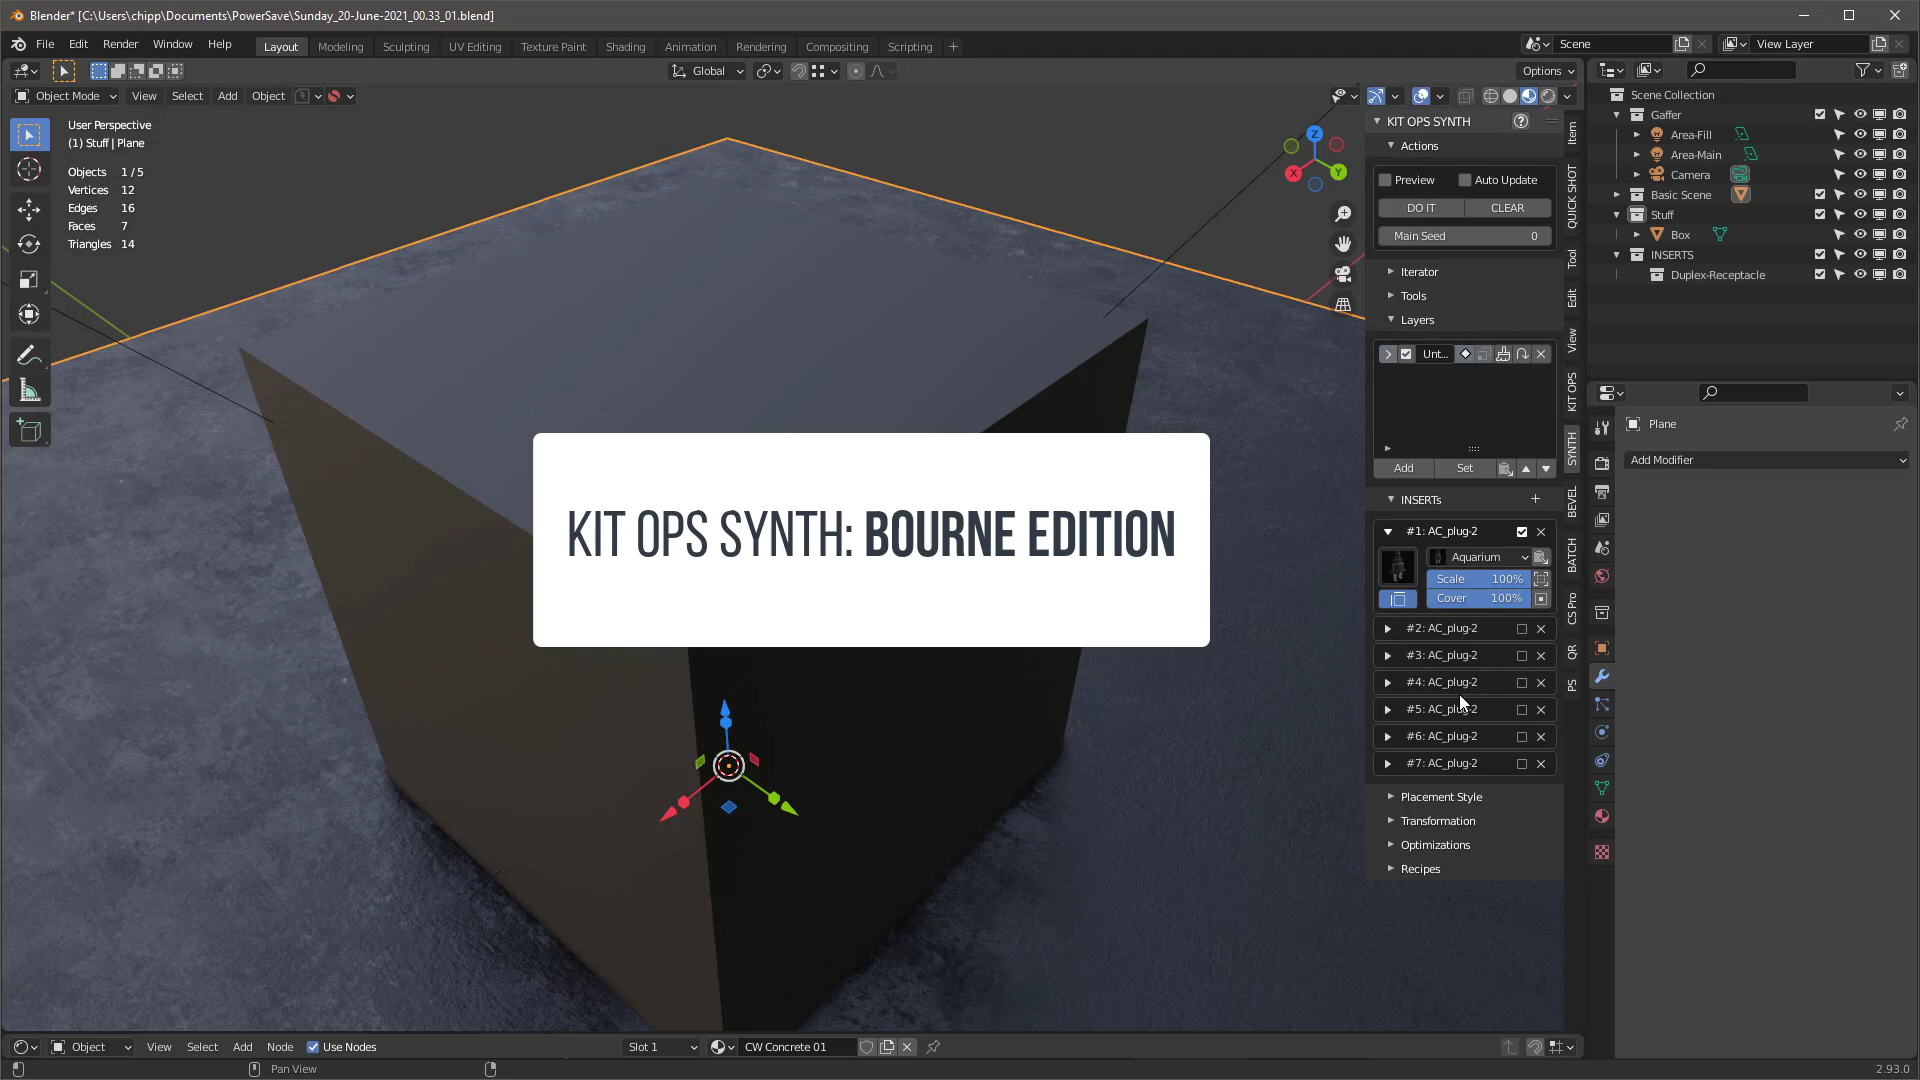 Blender* [C:\Users\chipp\Documents\PowerSave\Sunday_20-June-2021_00.33_01.blend]
File Edit Render Window Help
Layout Modeling Sculpting UV Editing Texture Paint Shading Animation Rendering Compositing Scripting +
Scene
View Layer
Global
Options
Object Mode View Select Add Object
User Perspective
(1) Stuff | Plane
Objects 1 / 5
Vertices 12
Edges 16
Faces 7
Triangles 14
Z
X
Y
KIT OPS SYNTH: BOURNE EDITION
KIT OPS SYNTH
Actions
Preview Auto Update
DO IT CLEAR
Main Seed 0
Iterator
Tools
Layers
Unt...
Add Set
INSERTs +
#1: AC_plug-2
Aquarium
Scale 100%
Cover 100%
#2: AC_plug-2
#3: AC_plug-2
#4: AC_plug-2
#5: AC_plug-2
#6: AC_plug-2
#7: AC_plug-2
Placement Style
Transformation
Optimizations
Recipes
Item
QUICK SHOT
Tool
Edit
View
KIT OPS
SYNTH
BEVEL
BATCH
CS Pro
QR
PS
Scene Collection
Gaffer
Area-Fill
Area-Main
Camera
Basic Scene
Stuff
Box
INSERTS
Duplex-Receptacle
Plane
Add Modifier
Object View Select Add Node Use Nodes
Slot 1
CW Concrete 01
Pan View
2.93.0